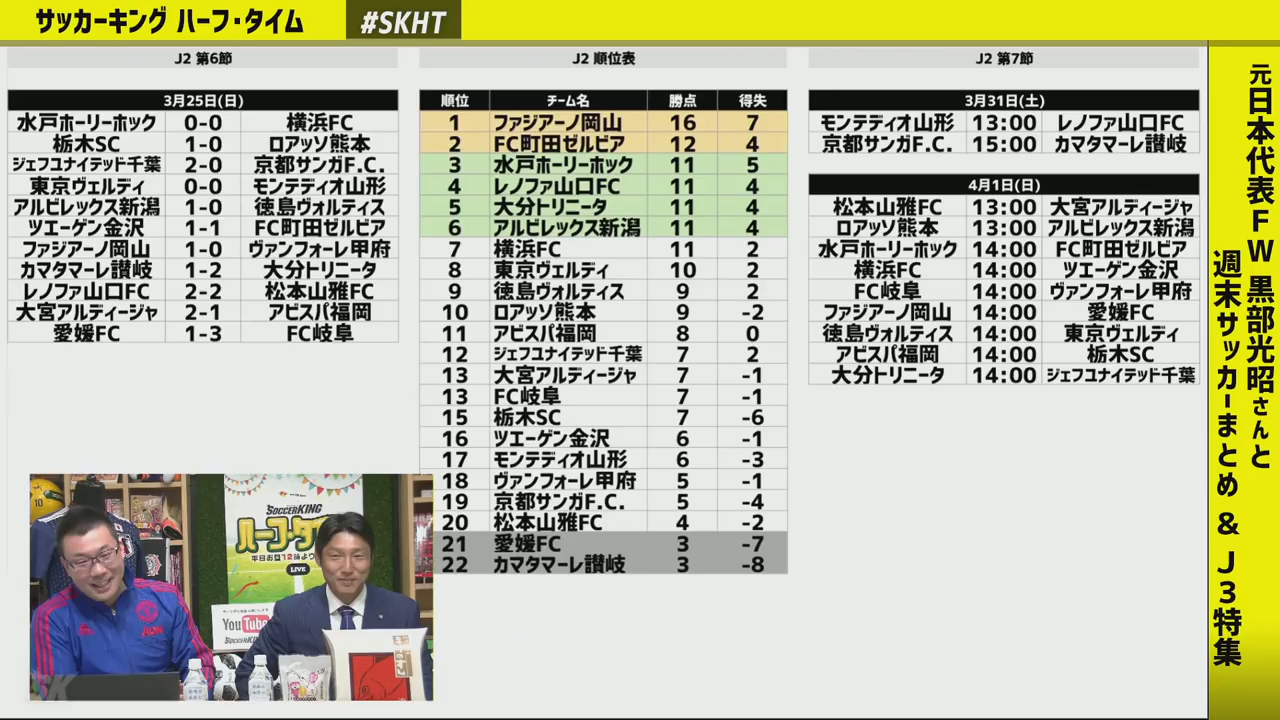 サッカーキング ハーフ・タイム
#SKHT
J2 第6節
3月25日(日)
水戸ホーリーホック 0-0 横浜FC
栃木SC 1-0 ロアッソ熊本
ジェフユナイテッド千葉 2-0 京都サンガF.C.
東京ヴェルディ 0-0 モンテディオ山形
アルビレックス新潟 1-0 徳島ヴォルティス
ツエーゲン金沢 1-1 FC町田ゼルビア
ファジアーノ岡山 1-0 ヴァンフォーレ甲府
カマタマーレ讃岐 1-2 大分トリニータ
レノファ山口FC 2-2 松本山雅FC
大宮アルディージャ 2-1 アビスパ福岡
愛媛FC 1-3 FC岐阜
J2 順位表
順位 チーム名 勝点 得失
1 ファジアーノ岡山 16 7
2 FC町田ゼルビア 12 4
3 水戸ホーリーホック 11 5
4 レノファ山口FC 11 4
5 大分トリニータ 11 4
6 アルビレックス新潟 11 4
7 横浜FC 11 2
8 東京ヴェルディ 10 2
9 徳島ヴォルティス 9 2
10 ロアッソ熊本 9 -2
11 アビスパ福岡 8 0
12 ジェフユナイテッド千葉 7 2
13 大宮アルディージャ 7 -1
13 FC岐阜 7 -1
15 栃木SC 7 -6
16 ツエーゲン金沢 6 -1
17 モンテディオ山形 6 -3
18 ヴァンフォーレ甲府 5 -1
19 京都サンガF.C. 5 -4
20 松本山雅FC 4 -2
21 愛媛FC 3 -7
22 カマタマーレ讃岐 3 -8
J2 第7節
3月31日(土)
モンテディオ山形 13:00 レノファ山口FC
京都サンガF.C. 15:00 カマタマーレ讃岐
4月1日(日)
松本山雅FC 13:00 大宮アルディージャ
ロアッソ熊本 13:00 アルビレックス新潟
水戸ホーリーホック 14:00 FC町田ゼルビア
横浜FC 14:00 ツエーゲン金沢
FC岐阜 14:00 ヴァンフォーレ甲府
ファジアーノ岡山 14:00 愛媛FC
徳島ヴォルティス 14:00 東京ヴェルディ
アビスパ福岡 14:00 栃木SC
大分トリニータ 14:00 ジェフユナイテッド千葉
元日本代表FW 黒部光昭さんと
週末サッカーまとめ & J3特集
SOCCERKING
ハーフ・タイム
平日お昼12時より
LIVE
YouTube
SOCCERKING
SK